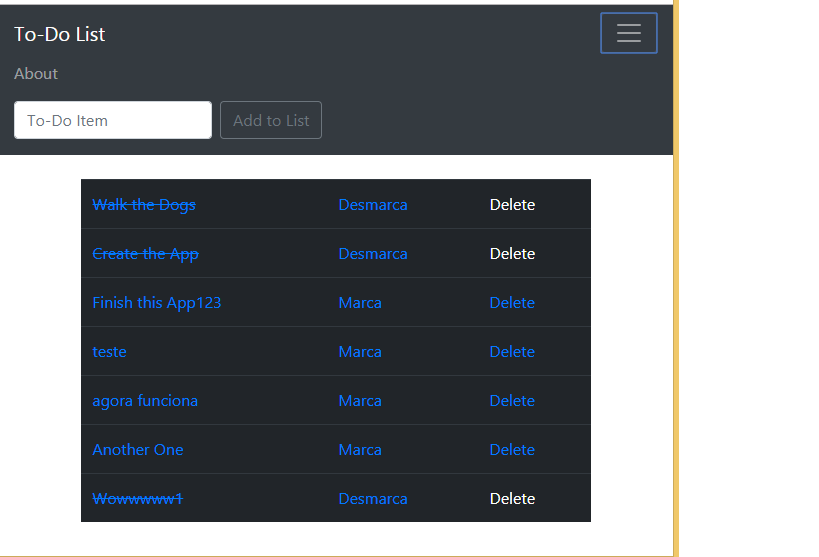 To-Do List
About
To-Do Item Add to List
Walk the Dogs Desmarca Delete
Create the App Desmarca Delete
Finish this App123 Marca Delete
teste Marca Delete
agora funciona Marca Delete
Another One Marca Delete
Wowwwww1 Desmarca Delete